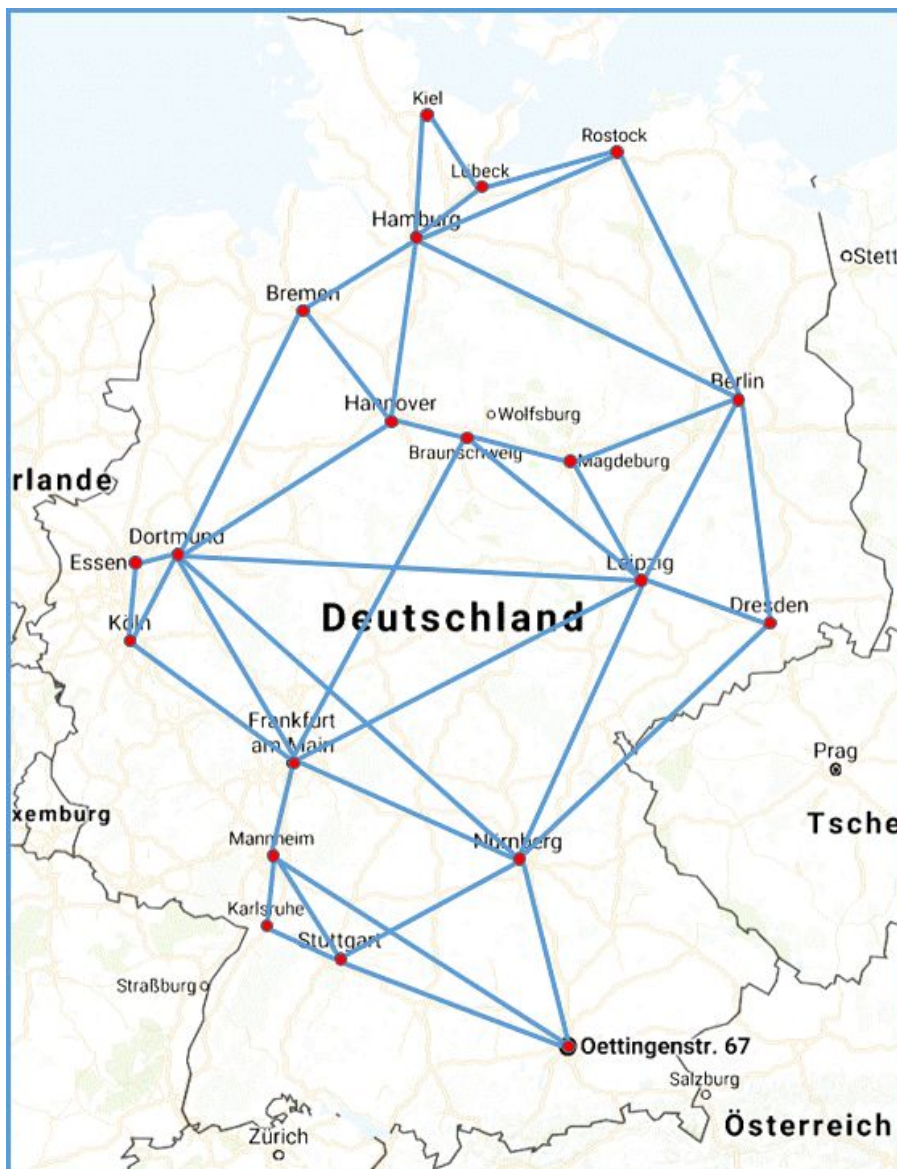 Kiel
Rostock
Lübeck
Hamburg
Stett
Bremen
Berlin
Hannover
Wolfsburg
Braunschweig
Magdeburg
rlande
Dortmund
Essen
Leipzig
Deutschland
Dresden
Köln
Frankfurt
am Main
Prag
xemburg
Tsche
Mannheim
Nürnberg
Karlsruhe
Stuttgart
Straßburg
Oettingenstr. 67
Salzburg
Österreich
Zürich